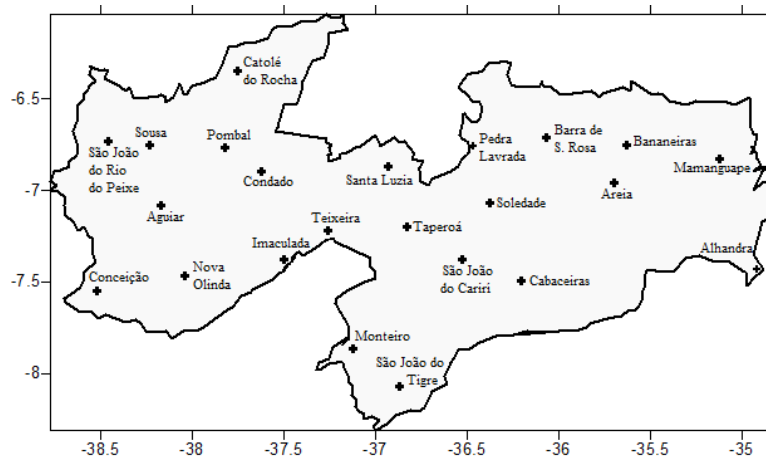 Catolé
do Rocha
-6.5
Sousa
Pombal
São João
do Rio
do Peixe
Condado
Santa Luzia
Pedra
Lavrada
Barra de
S. Rosa
Bananeiras
Mamanguape
-7
Aguiar
Teixeira
Taperoá
Soledade
Areia
Imaculada
Alhandra
Conceição
Nova
Olinda
São João
do Cariri
Cabaceiras
-7.5
Monteiro
São João do
Tigre
-8
-38.5
-38
-37.5
-37
-36.5
-36
-35.5
-35